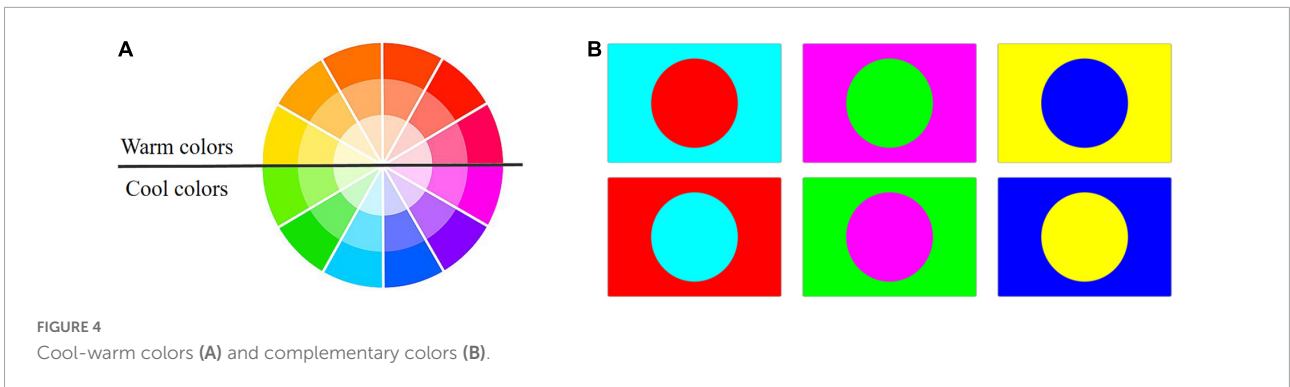 A
B
Warm colors
Cool colors
FIGURE 4
Cool-warm colors (A) and complementary colors (B).